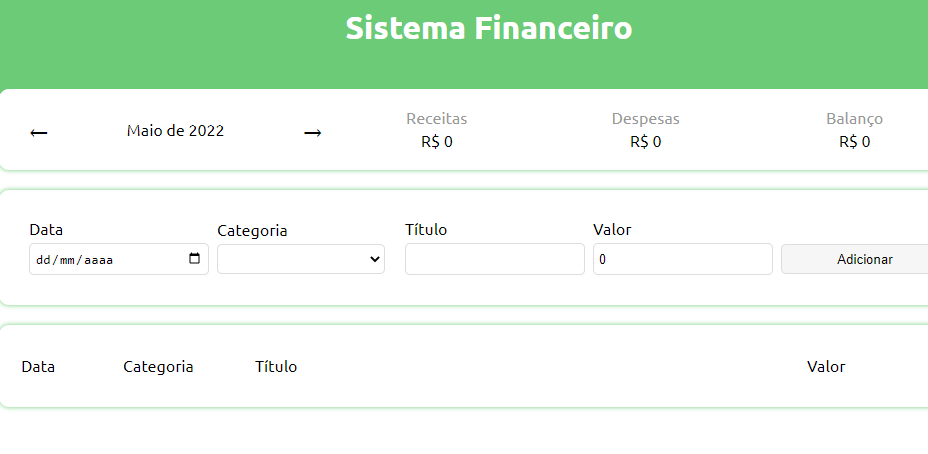 Sistema Financeiro
← Maio de 2022 →
Receitas Despesas Balanço
R$ 0 R$ 0 R$ 0
Data Categoria Título Valor
dd/mm/aaaa 0 Adicionar
Data Categoria Título Valor